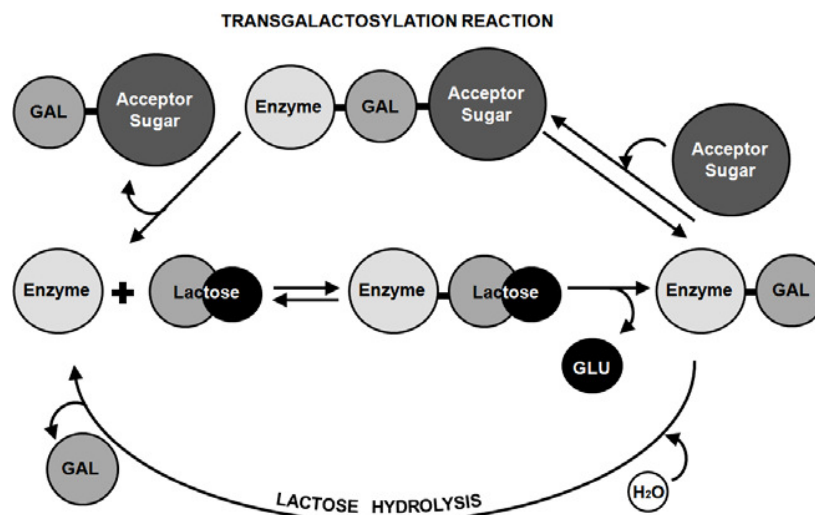 TRANSGALACTOSYLATION REACTION
GAL
Acceptor
Sugar
Enzyme
GAL
Acceptor
Sugar
Acceptor
Sugar
Enzyme
+
Lactose
Enzyme
Lactose
Enzyme
GAL
GLU
GAL
H₂O
LACTOSE HYDROLYSIS